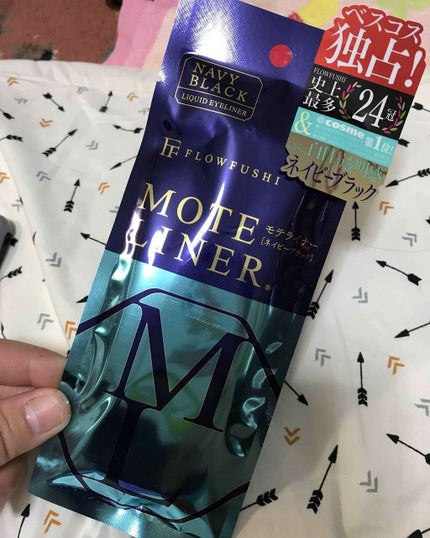 NAVY
BLACK
LIQUID EYELINER
FLOWFUSHI
MOTE
LINER®
モテライナー
[ネイビーブラック]
ML
ベスコス
独占!
FLOWFUSHI
史上
最多
24冠
&
@cosme 第1位!
ネイビーブラック